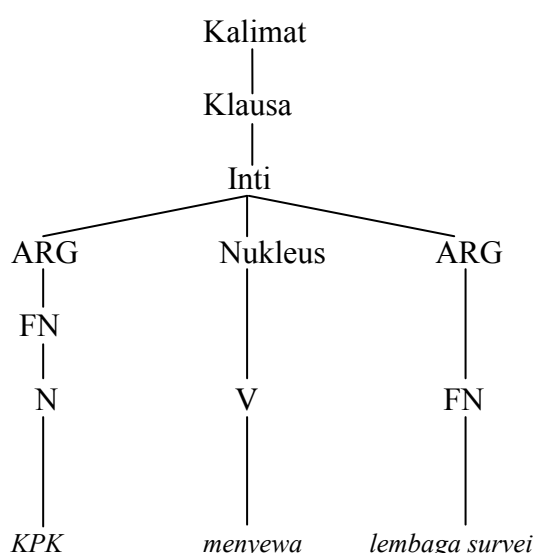 Kalimat
Klausa
Inti
ARG Nukleus ARG
FN
N V FN
KPK menyewa lembaga survei